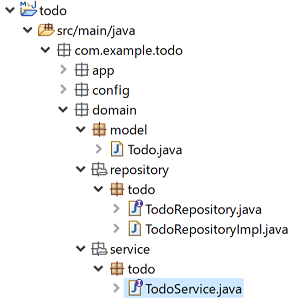 todo
src/main/java
com.example.todo
app
config
domain
model
Todo.java
repository
todo
TodoRepository.java
TodoRepositoryImpl.java
service
todo
TodoService.java